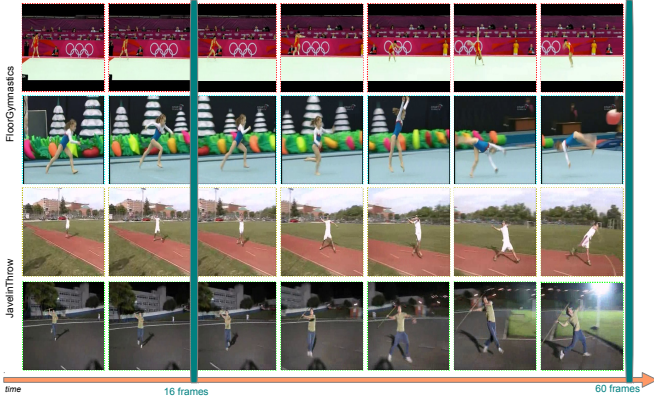 FloorGymnastics
JavelinThrow
time
16 frames
60 frames